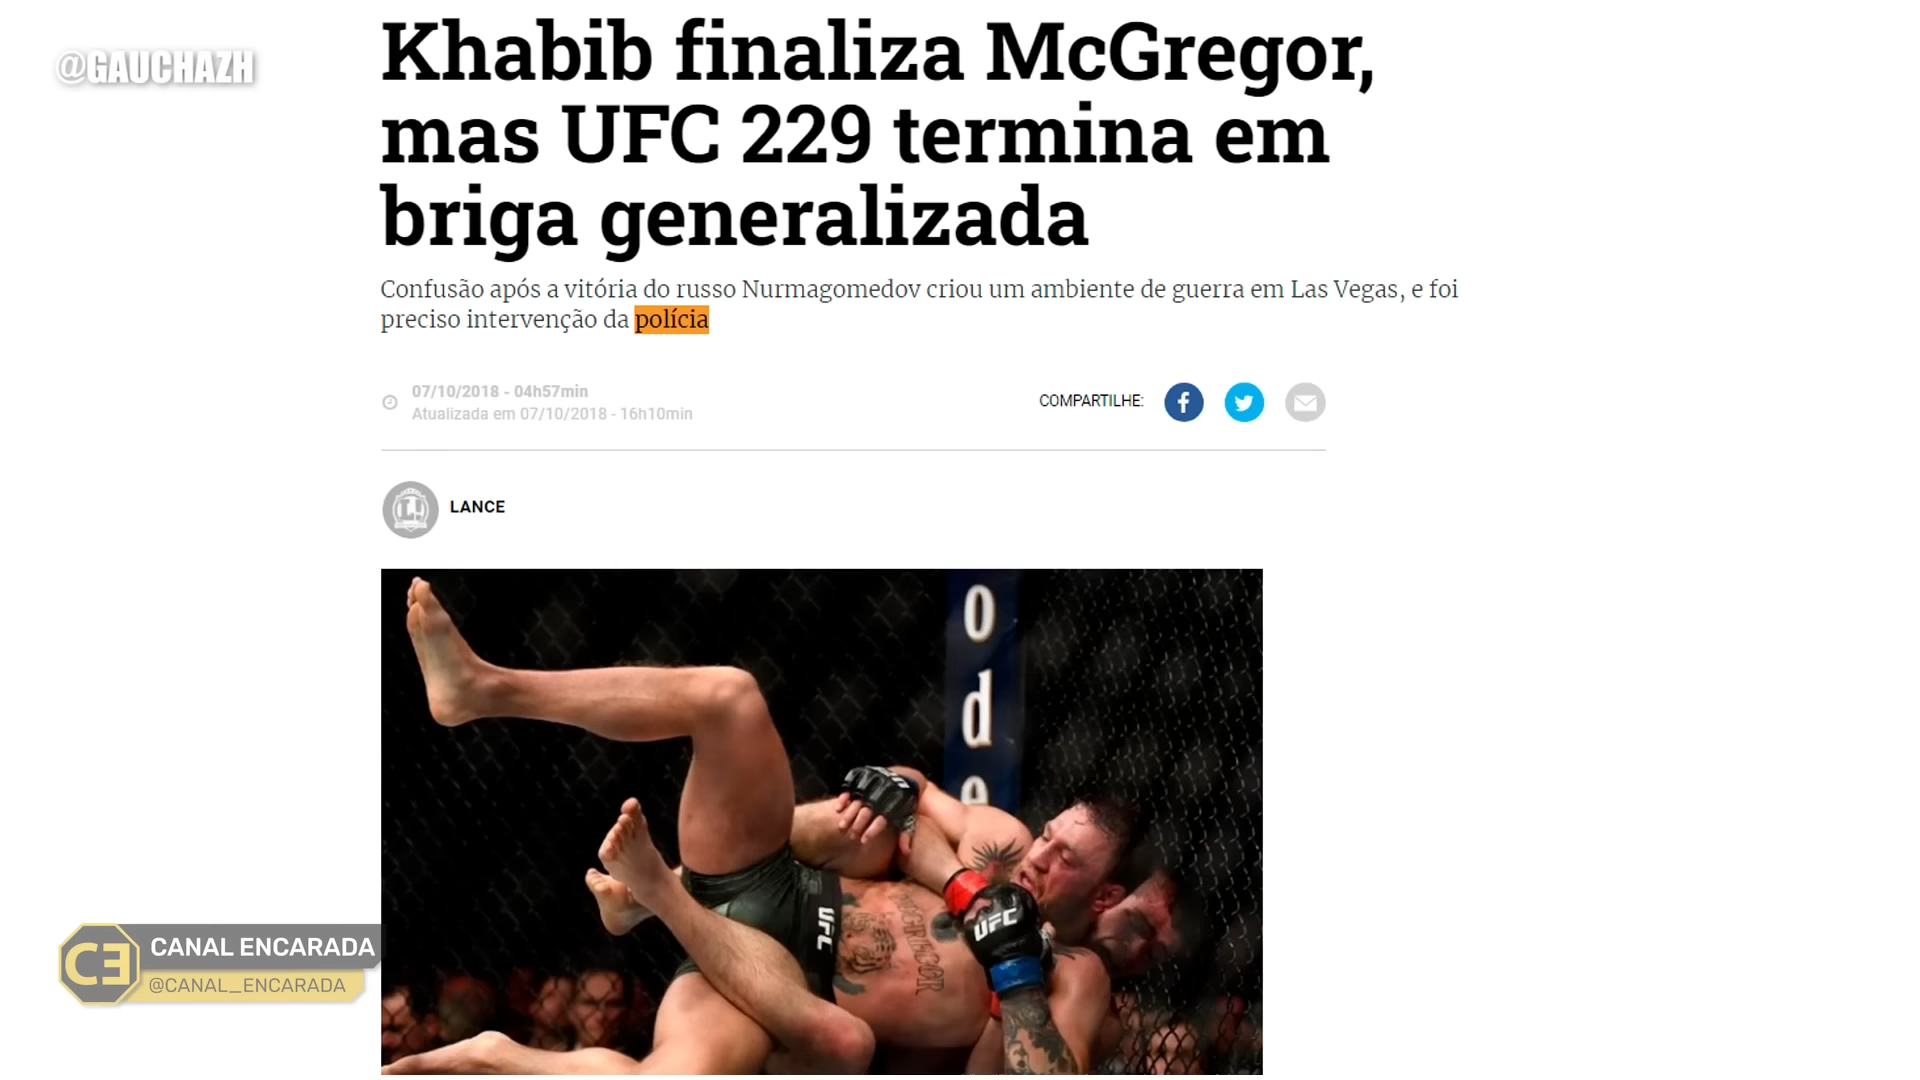 @GAUCHAZH
Khabib finaliza McGregor,
mas UFC 229 termina em
briga generalizada
Confusão após a vitória do russo Nurmagomedov criou um ambiente de guerra em Las Vegas, e foi
preciso intervenção da polícia
07/10/2018 - 04h57min
Atualizada em 07/10/2018 - 16h10min
COMPARTILHE:
LANCE
o
d
e
UFC
McGREGOR
UFC
CE
CANAL ENCARADA
@CANAL_ENCARADA